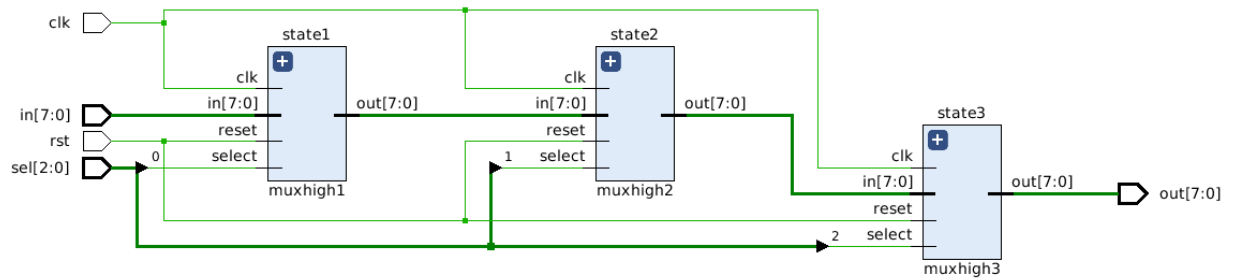 clk
in[7:0]
rst
sel[2:0]
0
state1
clk
in[7:0]
reset
select
out[7:0]
muxhigh1
1
state2
clk
in[7:0]
reset
select
out[7:0]
muxhigh2
2
state3
clk
in[7:0]
reset
select
out[7:0]
muxhigh3
out[7:0]